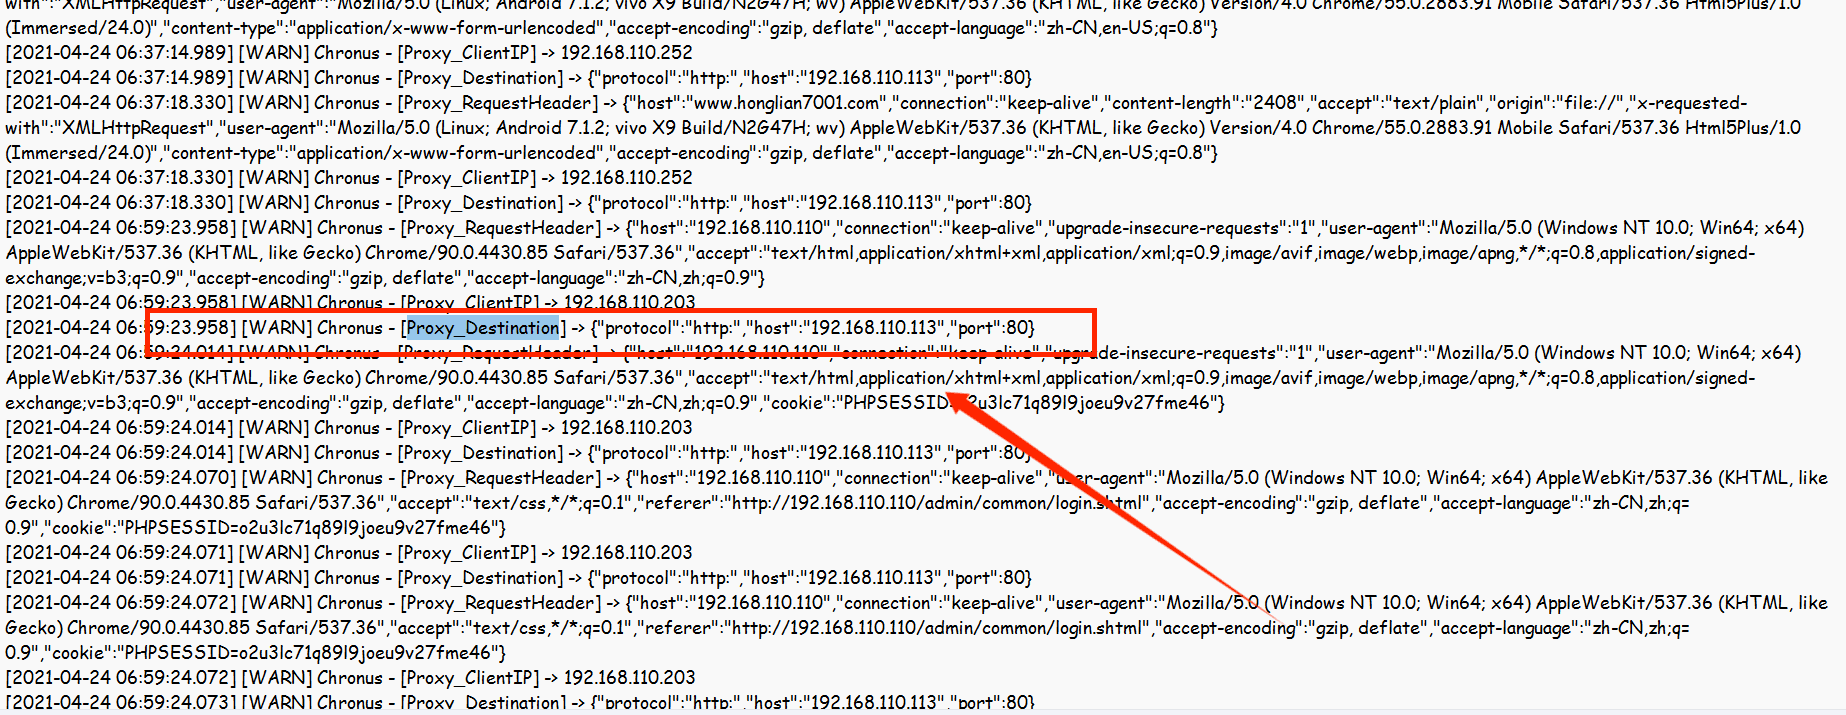 with":"XMLHttpRequest","user-agent":"Mozilla/5.0 (Linux; Android 7.1.2; vivo X9 Build/N2G47H; wv) AppleWebKit/537.36 (KHTML, like Gecko) Version/4.0 Chrome/55.0.2883.91 Mobile Safari/537.36 Html5Plus/1.0
(Immersed/24.0)","content-type":"application/x-www-form-urlencoded","accept-encoding":"gzip, deflate","accept-language":"zh-CN,en-US;q=0.8"}
[2021-04-24 06:37:14.989] [WARN] Chronus - [Proxy_ClientIP] -> 192.168.110.252
[2021-04-24 06:37:14.989] [WARN] Chronus - [Proxy_Destination] -> {"protocol":"http:","host":"192.168.110.113","port":80}
[2021-04-24 06:37:18.330] [WARN] Chronus - [Proxy_RequestHeader] -> {"host":"www.honglian7001.com","connection":"keep-alive","content-length":"2408","accept":"text/plain","origin":"file://","x-requested-
with":"XMLHttpRequest","user-agent":"Mozilla/5.0 (Linux; Android 7.1.2; vivo X9 Build/N2G47H; wv) AppleWebKit/537.36 (KHTML, like Gecko) Version/4.0 Chrome/55.0.2883.91 Mobile Safari/537.36 Html5Plus/1.0
(Immersed/24.0)","content-type":"application/x-www-form-urlencoded","accept-encoding":"gzip, deflate","accept-language":"zh-CN,en-US;q=0.8"}
[2021-04-24 06:37:18.330] [WARN] Chronus - [Proxy_ClientIP] -> 192.168.110.252
[2021-04-24 06:37:18.330] [WARN] Chronus - [Proxy_Destination] -> {"protocol":"http:","host":"192.168.110.113","port":80}
[2021-04-24 06:59:23.958] [WARN] Chronus - [Proxy_RequestHeader] -> {"host":"192.168.110.110","connection":"keep-alive","upgrade-insecure-requests":"1","user-agent":"Mozilla/5.0 (Windows NT 10.0; Win64; x64)
AppleWebKit/537.36 (KHTML, like Gecko) Chrome/90.0.4430.85 Safari/537.36","accept":"text/html,application/xhtml+xml,application/xml;q=0.9,image/avif,image/webp,image/apng,*/*;q=0.8,application/signed-
exchange;v=b3;q=0.9","accept-encoding":"gzip, deflate","accept-language":"zh-CN,zh;q=0.9"}
[2021-04-24 06:59:23.958] [WARN] Chronus - [Proxy_ClientIP] -> 192.168.110.203
[2021-04-24 06:59:23.958] [WARN] Chronus - [Proxy_Destination] -> {"protocol":"http:","host":"192.168.110.113","port":80}
[2021-04-24 06:59:24.014] [WARN] Chronus - [Proxy_RequestHeader] -> {"host":"192.168.110.110","connection":"keep-alive","upgrade-insecure-requests":"1","user-agent":"Mozilla/5.0 (Windows NT 10.0; Win64; x64)
AppleWebKit/537.36 (KHTML, like Gecko) Chrome/90.0.4430.85 Safari/537.36","accept":"text/html,application/xhtml+xml,application/xml;q=0.9,image/avif,image/webp,image/apng,*/*;q=0.8,application/signed-
exchange;v=b3;q=0.9","accept-encoding":"gzip, deflate","accept-language":"zh-CN,zh;q=0.9","cookie":"PHPSESSID=o2u3lc71q89l9joeu9v27fme46"}
[2021-04-24 06:59:24.014] [WARN] Chronus - [Proxy_ClientIP] -> 192.168.110.203
[2021-04-24 06:59:24.014] [WARN] Chronus - [Proxy_Destination] -> {"protocol":"http:","host":"192.168.110.113","port":80}
[2021-04-24 06:59:24.070] [WARN] Chronus - [Proxy_RequestHeader] -> {"host":"192.168.110.110","connection":"keep-alive","user-agent":"Mozilla/5.0 (Windows NT 10.0; Win64; x64) AppleWebKit/537.36 (KHTML, like
Gecko) Chrome/90.0.4430.85 Safari/537.36","accept":"text/css,*/*;q=0.1","referer":"http://192.168.110.110/admin/common/login.shtml","accept-encoding":"gzip, deflate","accept-language":"zh-CN,zh;q=
0.9","cookie":"PHPSESSID=o2u3lc71q89l9joeu9v27fme46"}
[2021-04-24 06:59:24.071] [WARN] Chronus - [Proxy_ClientIP] -> 192.168.110.203
[2021-04-24 06:59:24.071] [WARN] Chronus - [Proxy_Destination] -> {"protocol":"http:","host":"192.168.110.113","port":80}
[2021-04-24 06:59:24.072] [WARN] Chronus - [Proxy_RequestHeader] -> {"host":"192.168.110.110","connection":"keep-alive","user-agent":"Mozilla/5.0 (Windows NT 10.0; Win64; x64) AppleWebKit/537.36 (KHTML, like
Gecko) Chrome/90.0.4430.85 Safari/537.36","accept":"text/css,*/*;q=0.1","referer":"http://192.168.110.110/admin/common/login.shtml","accept-encoding":"gzip, deflate","accept-language":"zh-CN,zh;q=
0.9","cookie":"PHPSESSID=o2u3lc71q89l9joeu9v27fme46"}
[2021-04-24 06:59:24.072] [WARN] Chronus - [Proxy_ClientIP] -> 192.168.110.203
[2021-04-24 06:59:24.073] [WARN] Chronus - [Proxy_Destination] -> {"protocol":"http:","host":"192.168.110.113","port":80}